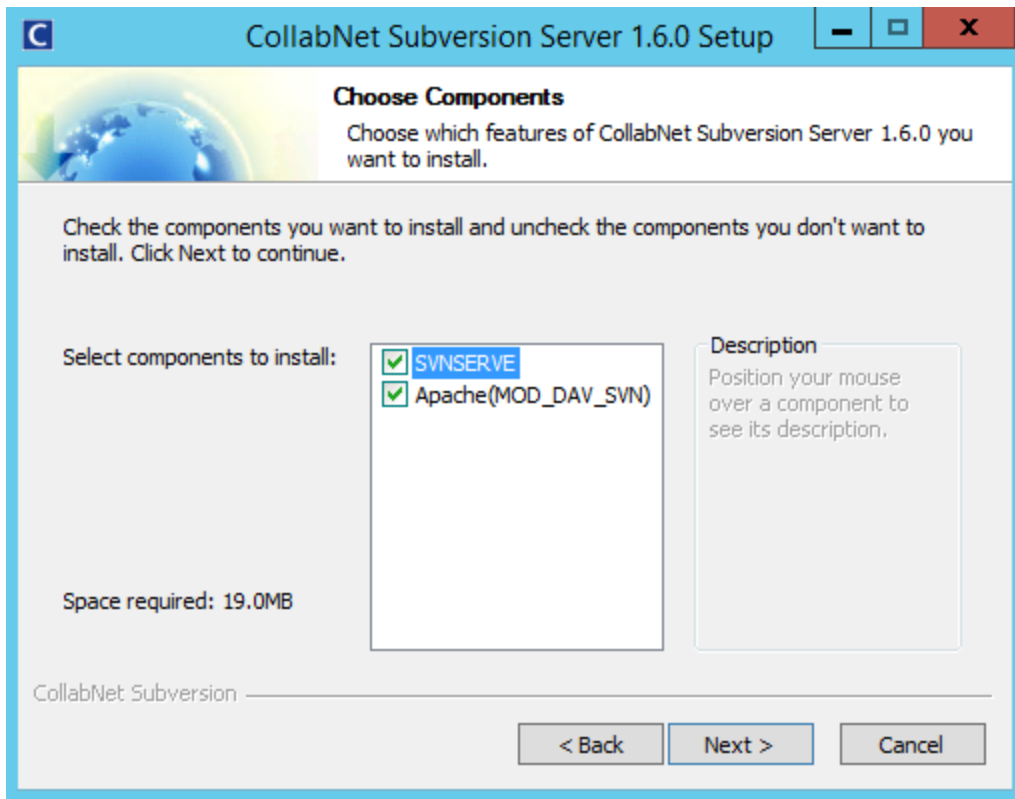 C
CollabNet Subversion Server 1.6.0 Setup
Choose Components
Choose which features of CollabNet Subversion Server 1.6.0 you
want to install.
Check the components you want to install and uncheck the components you don't want to
install. Click Next to continue.
Select components to install:
SVNSERVE
Apache(MOD_DAV_SVN)
Description
Position your mouse
over a component to
see its description.
Space required: 19.0MB
CollabNet Subversion
< Back
Next >
Cancel